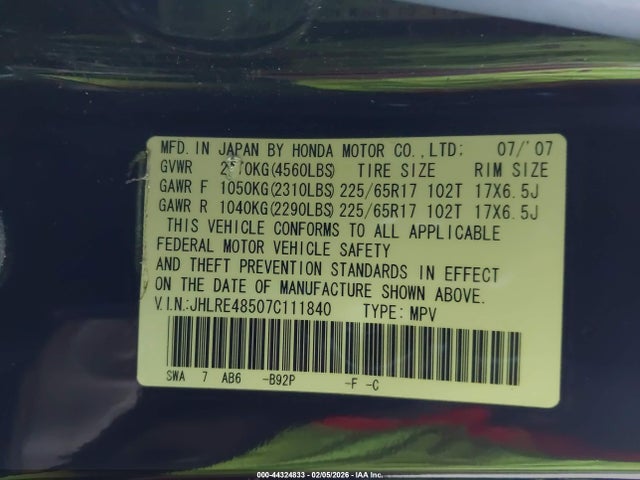 MFD. IN JAPAN BY HONDA MOTOR CO., LTD: 07/'07
GVWR (4560LBS) TIRE SIZE RIM SIZE
GAWR F 1050KG(2310LBS) 225/65R17 102T 17X6.5J
GAWR R 1040KG(2290LBS) 225/65R17 102T 17X6.5J
THIS VEHICLE CONFORMS TO ALL APPLICABLE
FEDERAL MOTOR VEHICLE SAFETY
AND THEFT PREVENTION STANDARDS IN EFFECT
ON THE DATE OF MANUFACTURE SHOWN ABOVE.
V.I.N.:JHLRE48507C111840 TYPE: MPV
SWA 7 AB6 -B92P -F -C
000-44324833 - 02/05/2026 - IAA Inc.